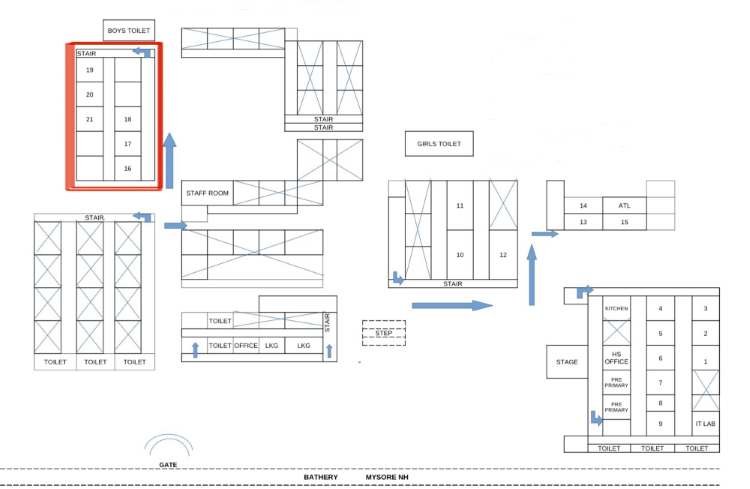 BOYS TOILET
STAIR
19
20
21
18
17
16
STAIR
STAIR
GIRLS TOILET
STAFF ROOM
11
10
12
STAIR
14
ATL
13
15
STAIR
TOILET
TOILET
TOILET
TOILET
STAIR
TOILET
OFFICE
LKG
LKG
STEP
KITCHEN
4
3
5
2
STAGE
HS
OFFICE
6
1
PRE
PRIMARY
7
PRE
PRIMARY
8
9
IT LAB
TOILET
TOILET
TOILET
GATE
BATHERY MYSORE NH